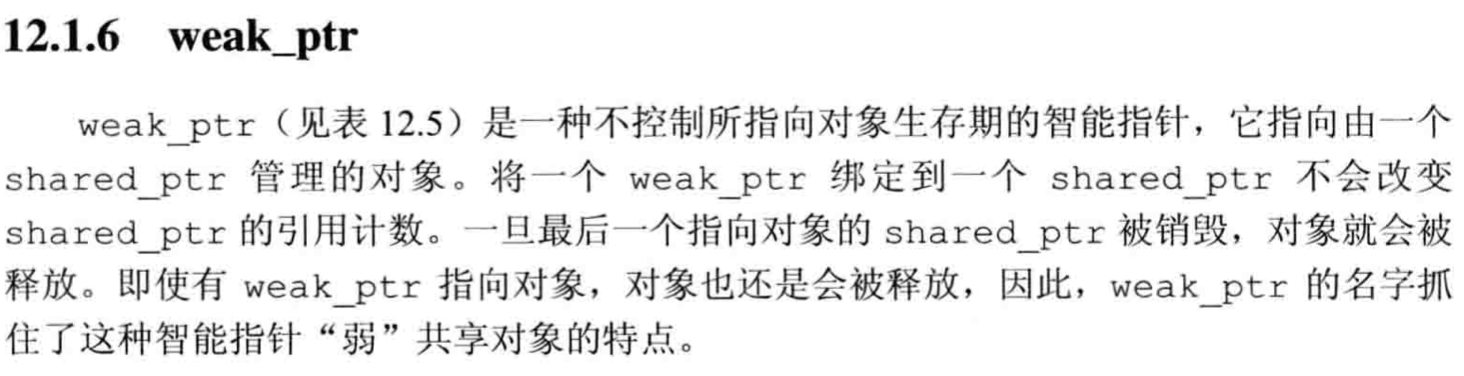 12.1.6 weak_ptr
weak_ptr（见表 12.5）是一种不控制所指向对象生存期的智能指针，它指向由一个
shared_ptr 管理的对象。将一个 weak_ptr 绑定到一个 shared_ptr 不会改变
shared_ptr 的引用计数。一旦最后一个指向对象的 shared_ptr 被销毁，对象就会被
释放。即使有 weak_ptr 指向对象，对象也还是会被释放，因此，weak_ptr 的名字抓
住了这种智能指针“弱”共享对象的特点。